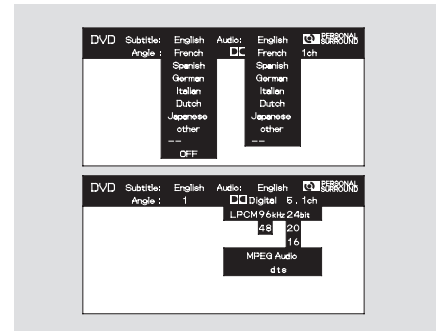 DVD Subtitle: English Audio: English PERSONAL SURROUND
Angle : French French 1ch
Spanish Spanish
German German
Italian Italian
Dutch Dutch
Japanese Japanese
other other
-- --
OFF
DVD Subtitle: English Audio: English PERSONAL SURROUND
Angle : 1 Digital 5 . 1ch
LPCM 96kHz 24bit
48 20
16
MPEG Audio
dts